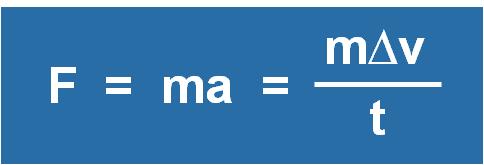 F = ma = mΔv
t